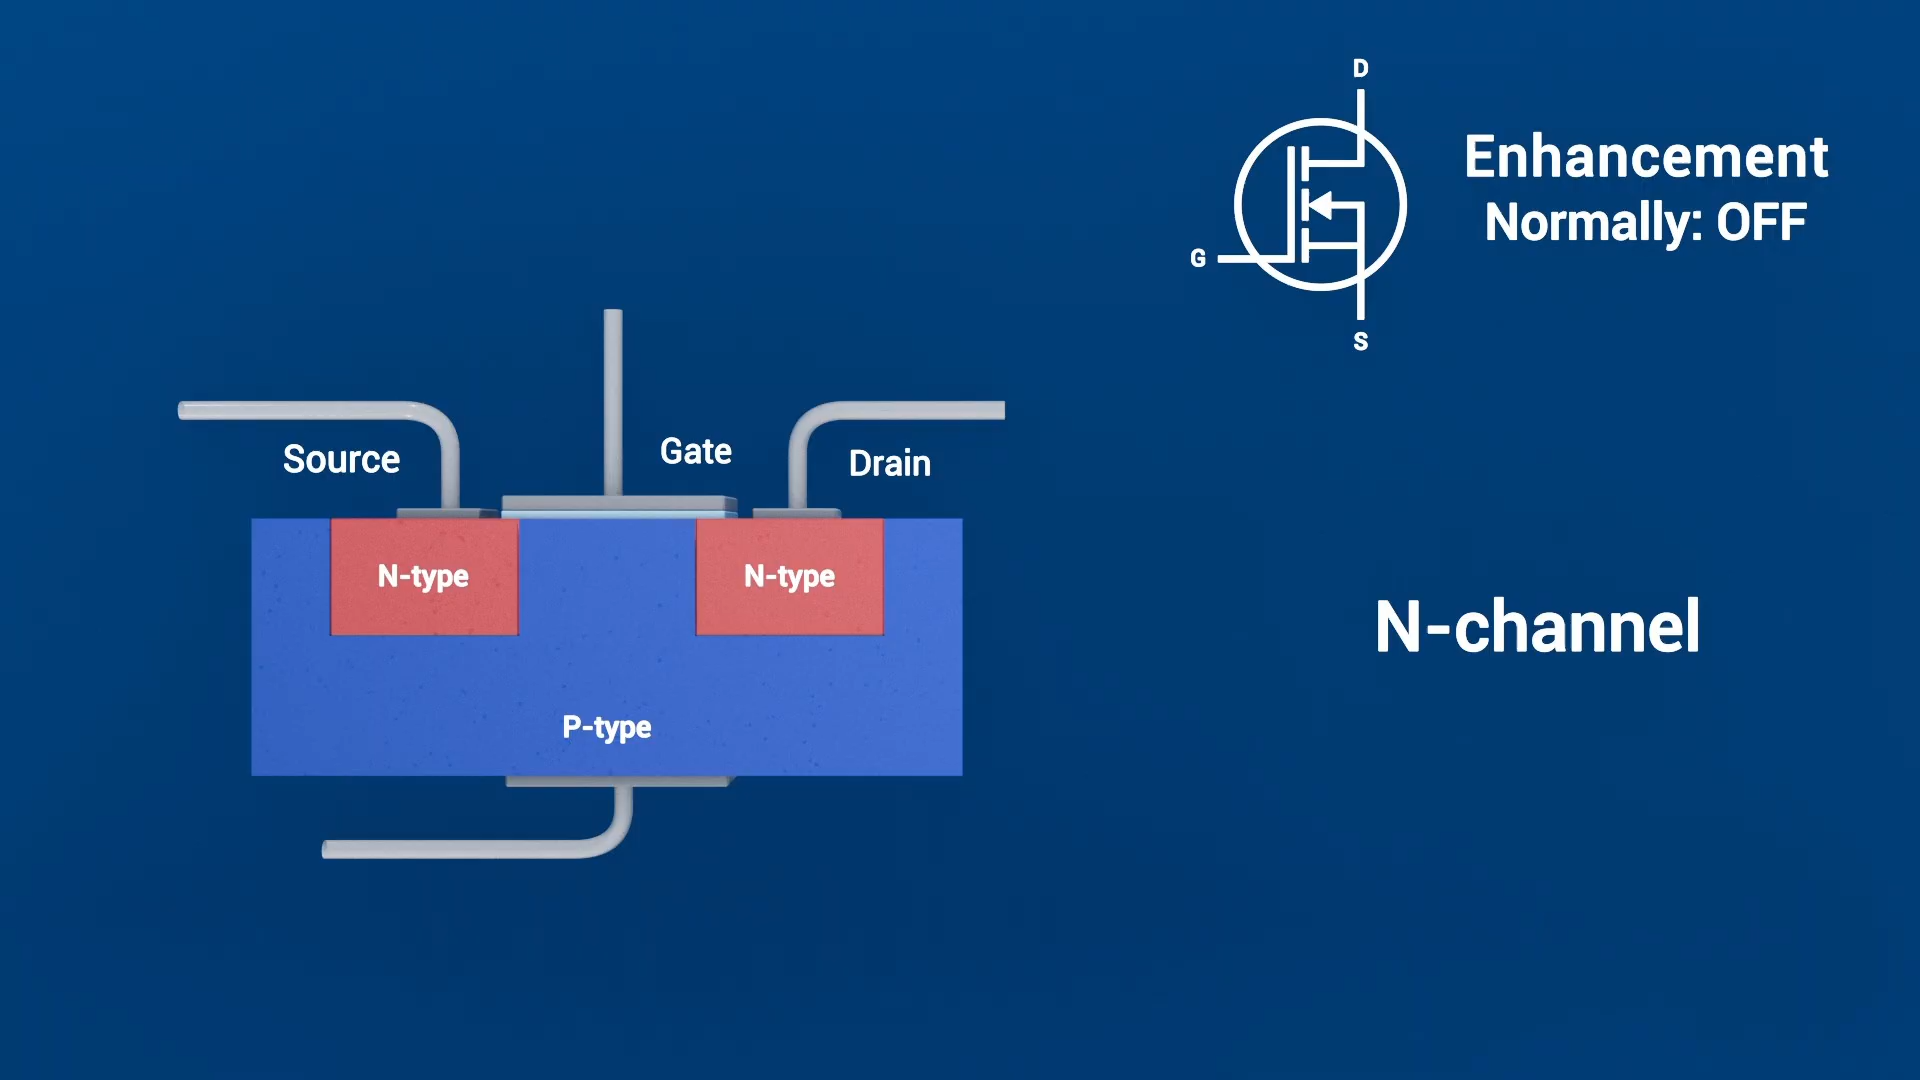 D
Enhancement
Normally: OFF
G
S
Source
Gate
Drain
N-type
N-type
N-channel
P-type